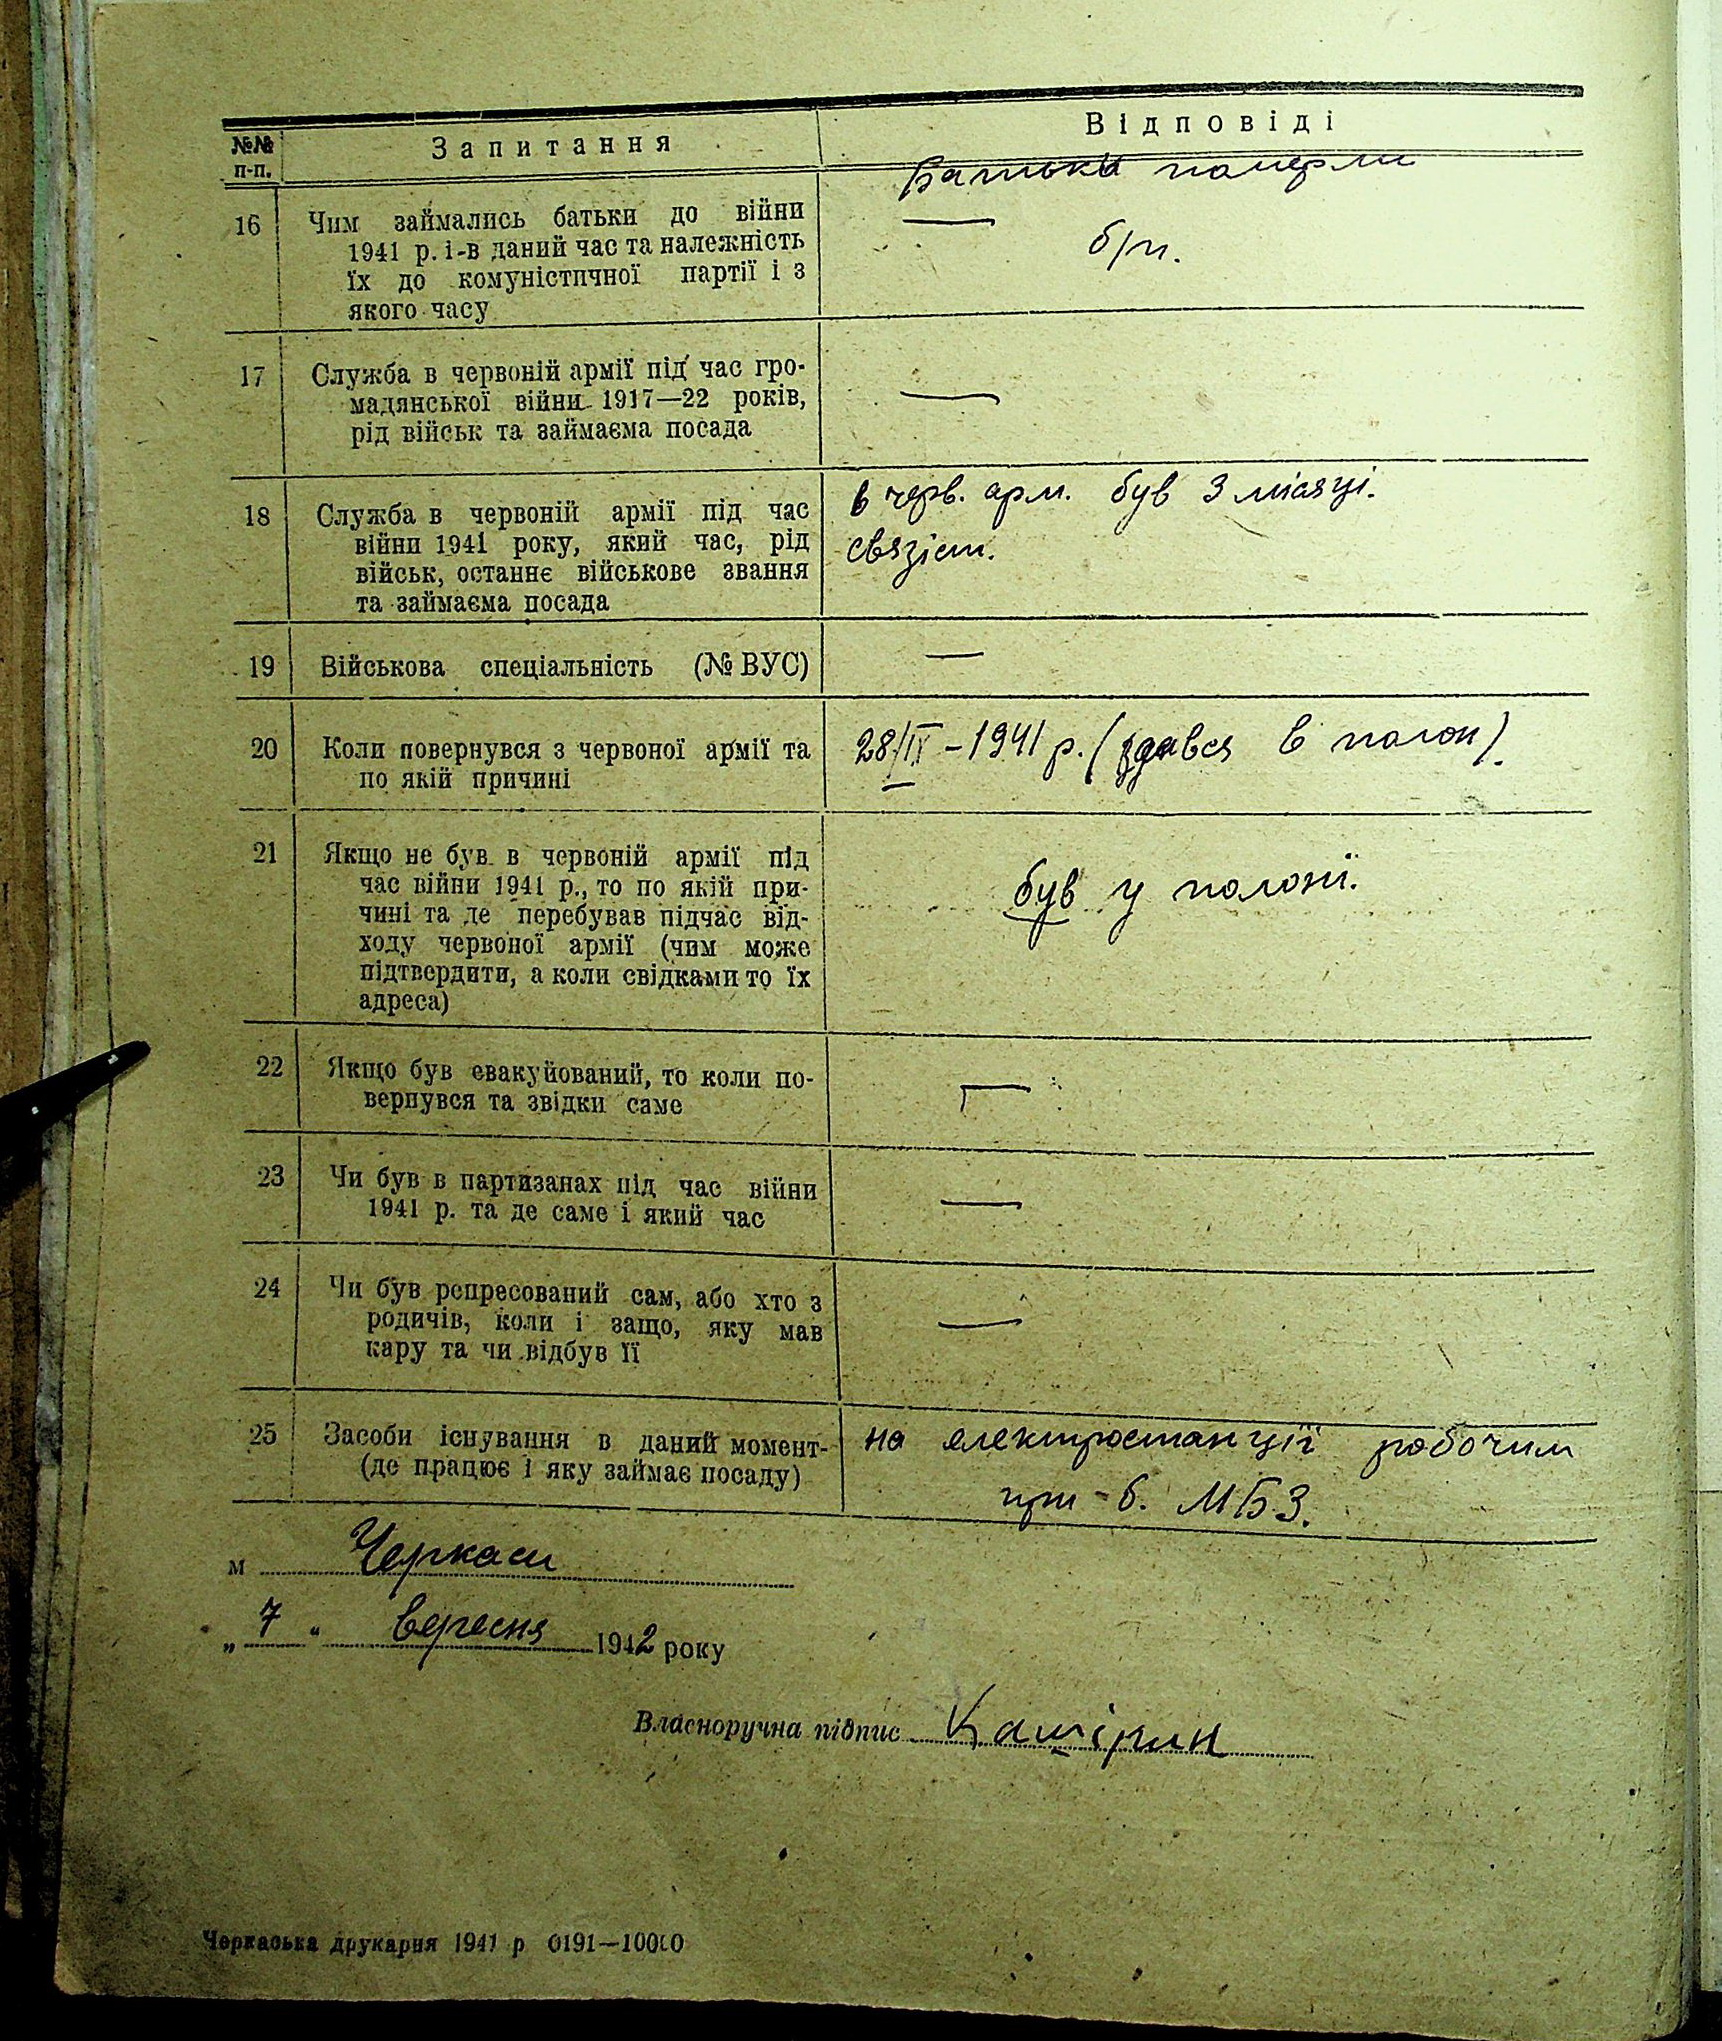 №№ п-п.
Запитання
Відповіді
16
Чим займались батьки до війни
1941 р. і-в даний час та належність
їх до комуністичної партії і з
якого часу
Батьки померли
—
б/п.
17
Служба в червоній армії під час гро-
мадянської війни 1917—22 років,
рід військ та займаєма посада
—
18
Служба в червоній армії під час
війни 1941 року, який час, рід
військ, останнє військове звання
та займаєма посада
в черв. арм. був 3 місяці.
связіст.
19
Військова спеціальність (№ ВУС)
—
20
Коли повернувся з червоної армії та
по якій причині
28/IX – 1941 р. (здався в полон).
21
Якщо не був в червоній армії під
час війни 1941 р., то по якій при-
чині та де перебував підчас від-
ходу червоної армії (чим може
підтвердити, а коли свідками то їх
адреса)
був у полоні.
22
Якщо був евакуйований, то коли по-
вернувся та звідки саме
—
23
Чи був в партизанах під час війни
1941 р. та де саме і який час
—
24
Чи був репресований сам, або хто з
родичів, коли і защо, яку мав
кару та чи відбув її
—
25
Засоби існування в даний момент-
(де працює і яку займає посаду)
на електростанції робочим
при б. МБЗ.
м Черкаси
„ 7 “ вересня 1942 року
Власноручна підпис Кашірин
Черкаська друкарня 1941 р 0191—10000